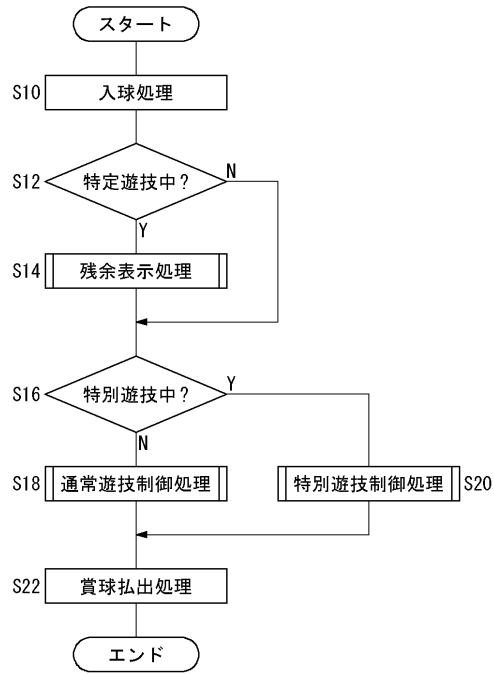 スタート
S10 入球処理
S12 特定遊技中? N
Y
S14 残余表示処理
S16 特別遊技中? Y
N
S18 通常遊技制御処理 特別遊技制御処理 S20
S22 賞球払出処理
エンド